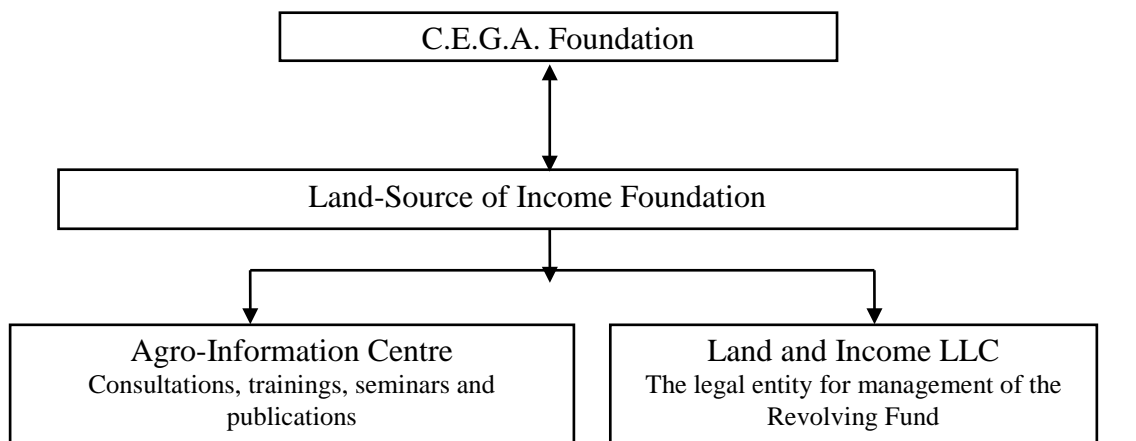 C.E.G.A. Foundation
Land-Source of Income Foundation
Agro-Information Centre
Consultations, trainings, seminars and
publications
Land and Income LLC
The legal entity for management of the
Revolving Fund